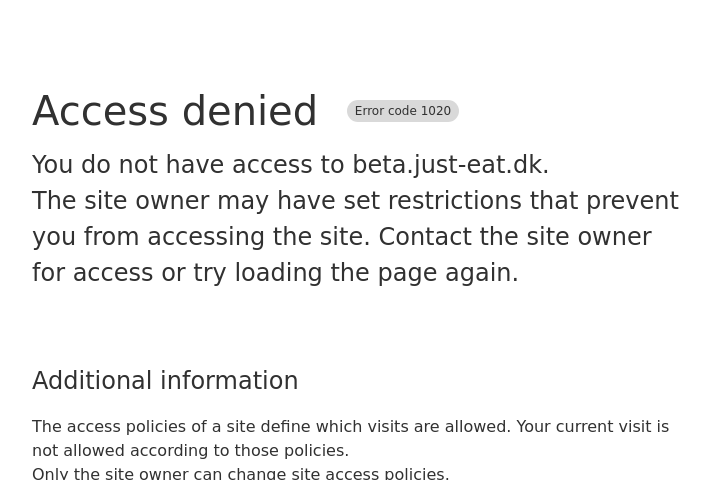 Access denied Error code 1020
You do not have access to beta.just-eat.dk.
The site owner may have set restrictions that prevent
you from accessing the site. Contact the site owner
for access or try loading the page again.
Additional information
The access policies of a site define which visits are allowed. Your current visit is
not allowed according to those policies.
Only the site owner can change site access policies.